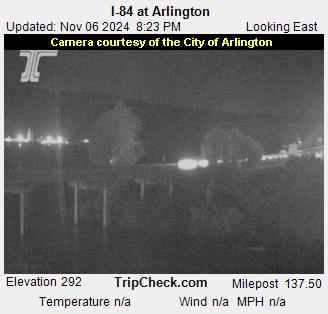 I-84 at Arlington
Updated: Nov 06 2024 8:23 PM Looking East
Camera courtesy of the City of Arlington
Elevation 292 TripCheck.com Milepost 137.50
Temperature n/a Wind n/a MPH n/a